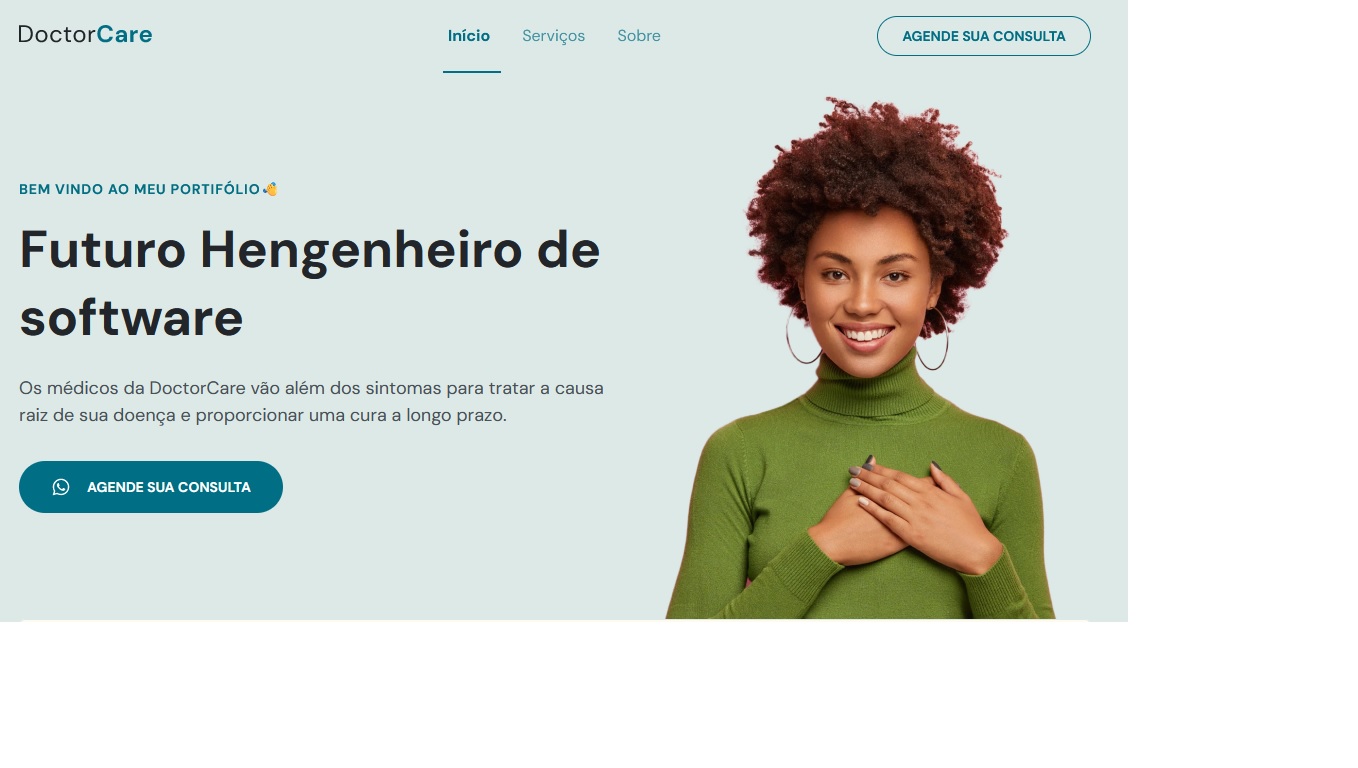 DoctorCare
Início
Serviços
Sobre
AGENDE SUA CONSULTA
BEM VINDO AO MEU PORTIFÓLIO👋
Futuro Hengenheiro de
software
Os médicos da DoctorCare vão além dos sintomas para tratar a causa
raiz de sua doença e proporcionar uma cura a longo prazo.
AGENDE SUA CONSULTA